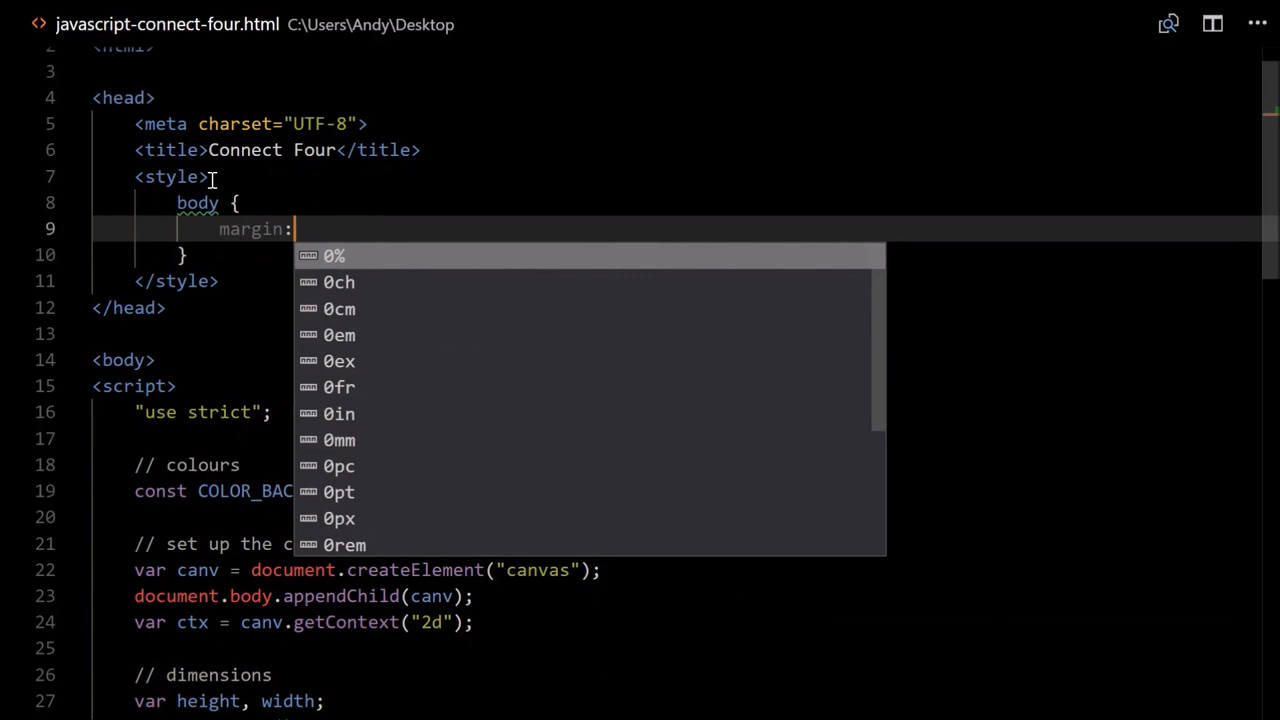 javascript-connect-four.html C:\Users\Andy\Desktop
2 <html>
3
4 <head>
5 <meta charset="UTF-8">
6 <title>Connect Four</title>
7 <style>
8 body {
9 margin:
10 }
0%
11 </style>
0ch
12 </head>
0cm
13
0em
14 <body>
0ex
15 <script>
0fr
16 "use strict";
0in
17
0mm
18 // colours
0pc
19 const COLOR_BAC
0pt
20
0px
21 // set up the c
0rem
22 var canv = document.createElement("canvas");
23 document.body.appendChild(canv);
24 var ctx = canv.getContext("2d");
25
26 // dimensions
27 var height, width;